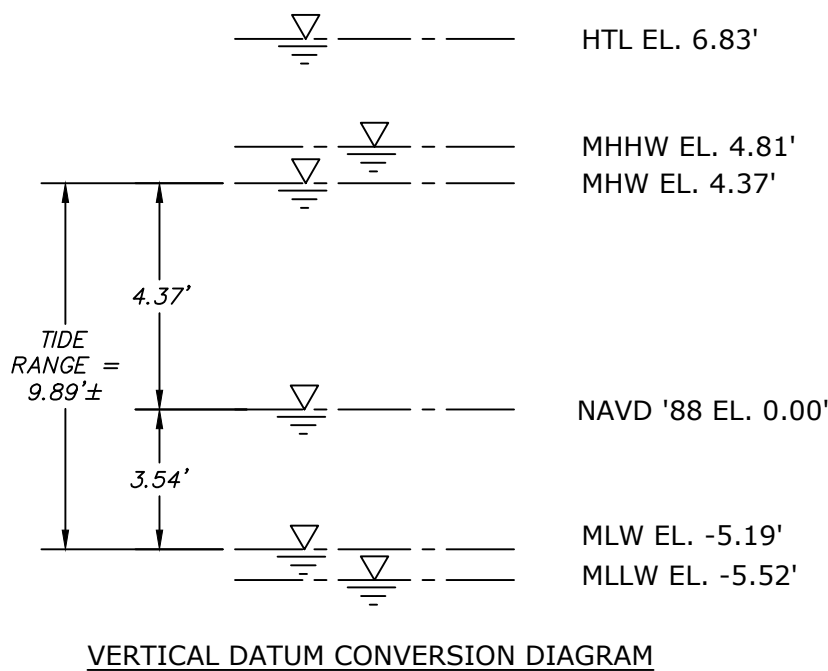 HTL EL. 6.83'
MHHW EL. 4.81'
MHW EL. 4.37'
4.37'
TIDE
RANGE =
9.89'±
NAVD '88 EL. 0.00'
3.54'
MLW EL. -5.19'
MLLW EL. -5.52'
VERTICAL DATUM CONVERSION DIAGRAM